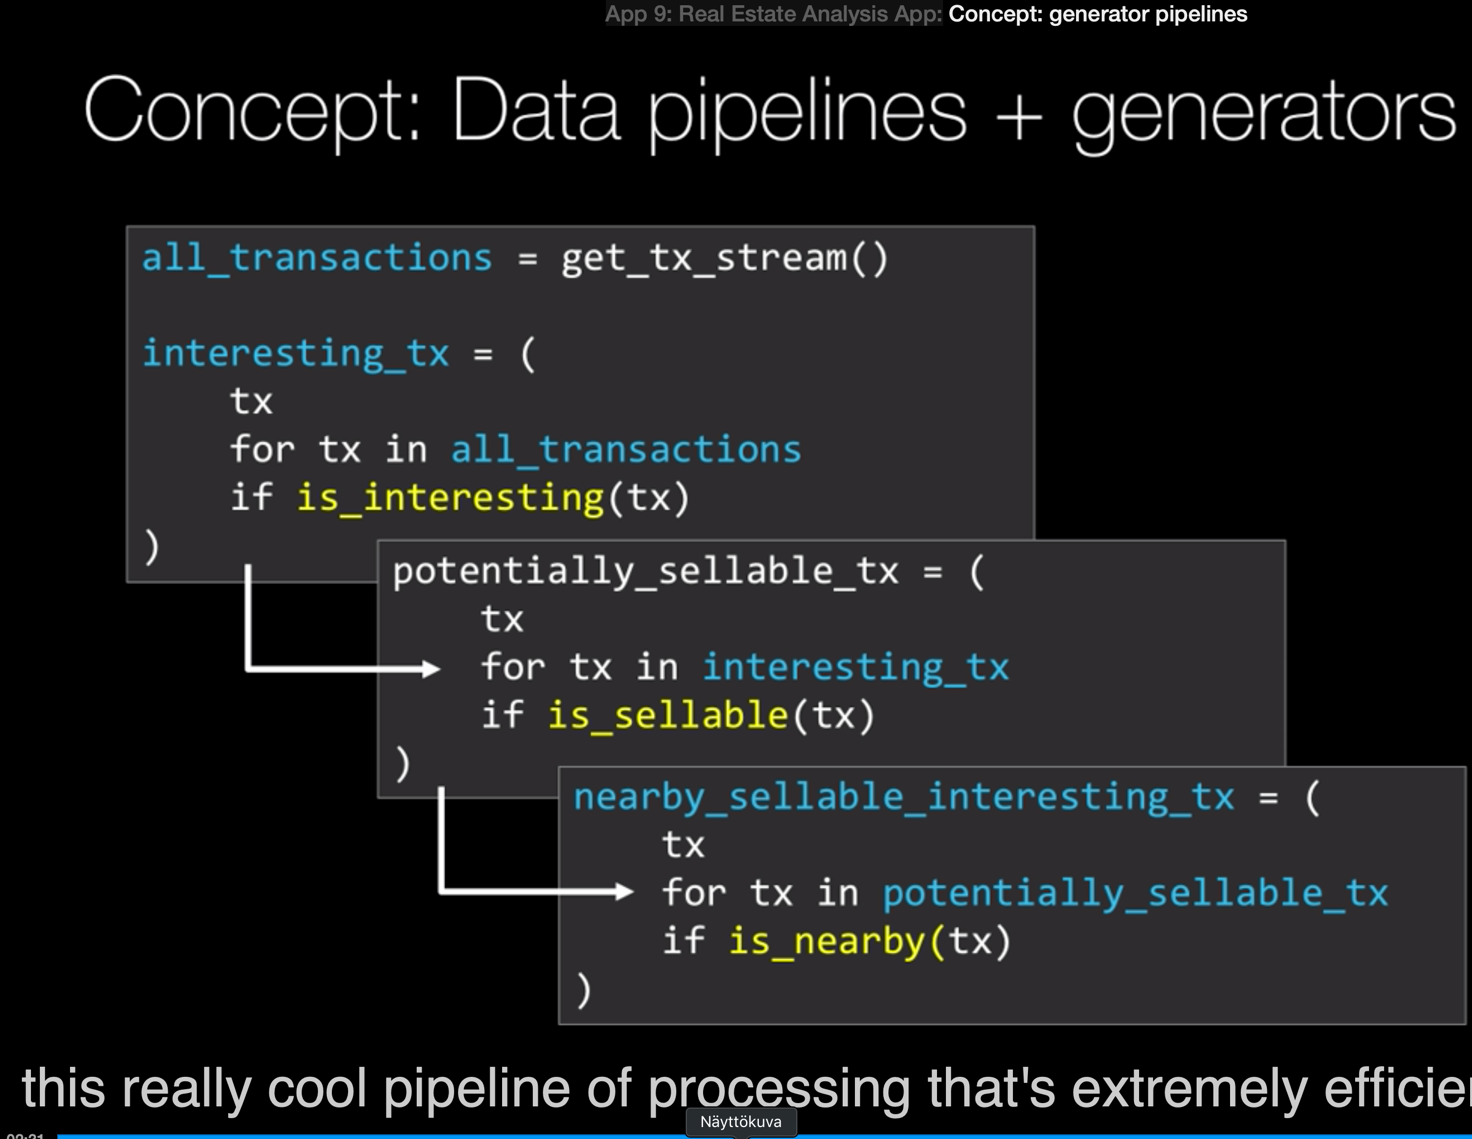 App 9: Real Estate Analysis App: Concept: generator pipelines
Concept: Data pipelines + generators
all_transactions = get_tx_stream()
interesting_tx = (
tx
for tx in all_transactions
if is_interesting(tx)
)
potentially_sellable_tx = (
tx
for tx in interesting_tx
if is_sellable(tx)
)
nearby_sellable_interesting_tx = (
tx
for tx in potentially_sellable_tx
if is_nearby(tx)
)
this really cool pipeline of processing that's extremely
Näyttökuva